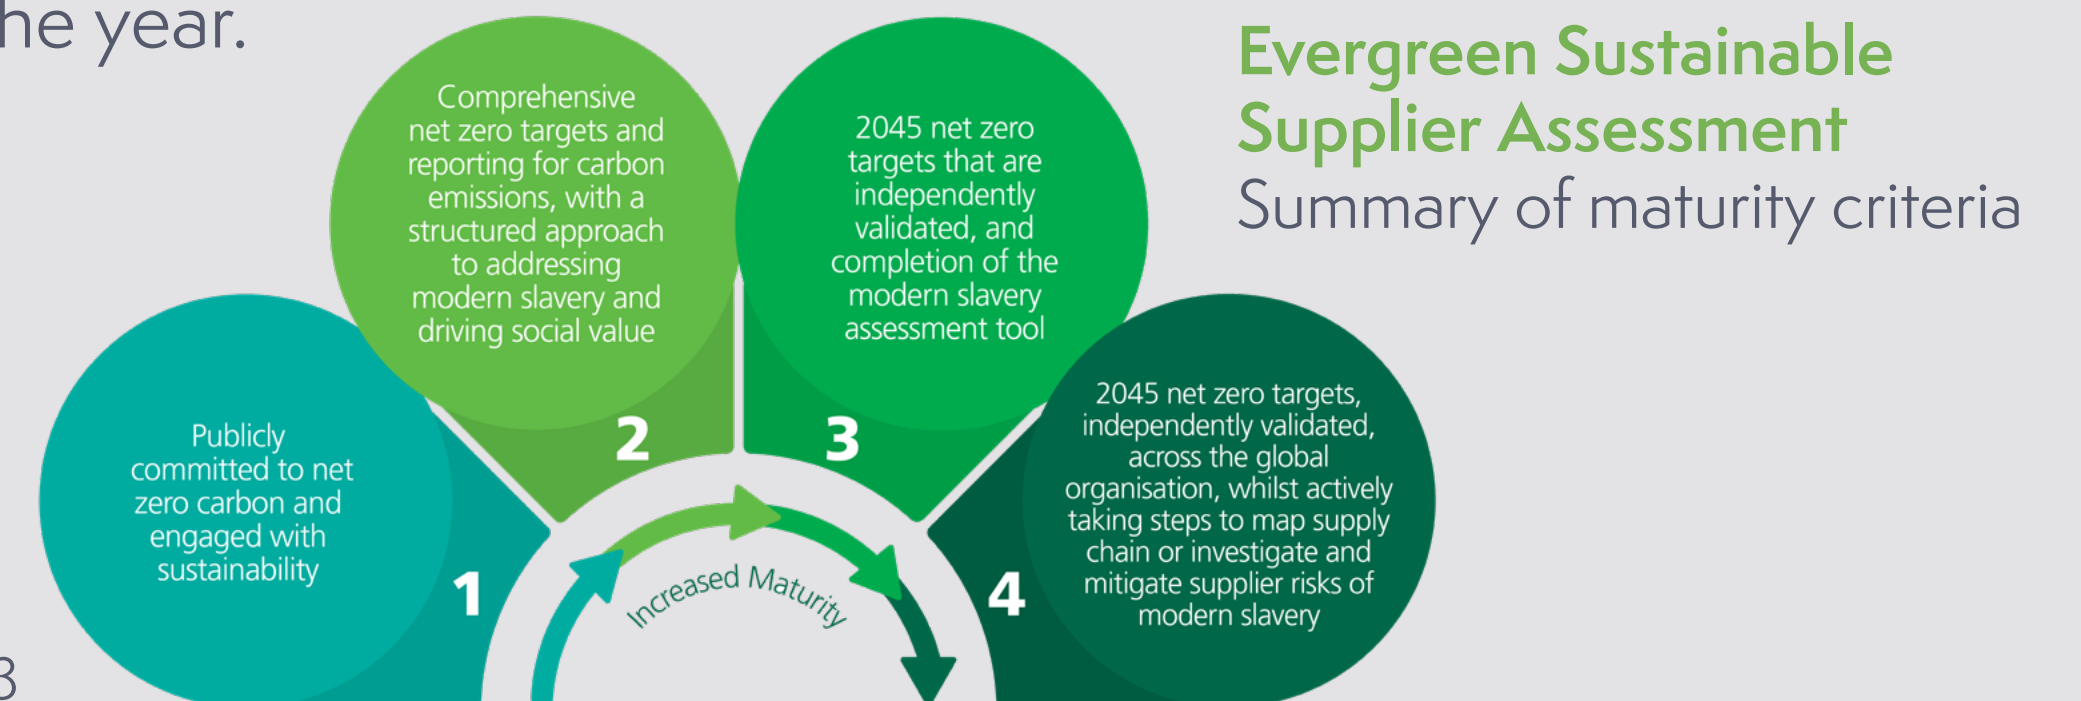 he year.
Evergreen Sustainable
Supplier Assessment
Summary of maturity criteria
Publicly
committed to net
zero carbon and
engaged with
sustainability
1
Comprehensive
net zero targets and
reporting for carbon
emissions, with a
structured approach
to addressing
modern slavery and
driving social value
2
2045 net zero
targets that are
independently
validated, and
completion of the
modern slavery
assessment tool
3
2045 net zero targets,
independently validated,
across the global
organisation, whilst actively
taking steps to map supply
chain or investigate and
mitigate supplier risks of
modern slavery
4
Increased Maturity